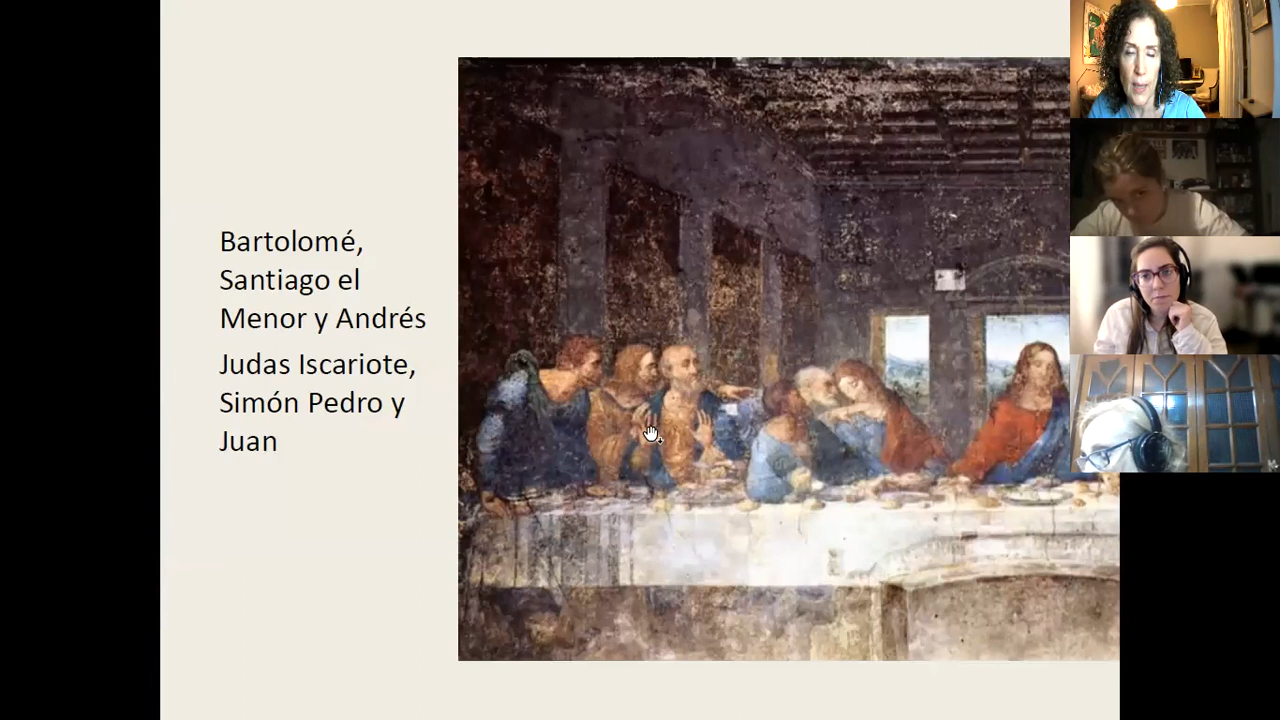 Bartolomé,
Santiago el
Menor y Andrés
Judas Iscariote,
Simón Pedro y
Juan